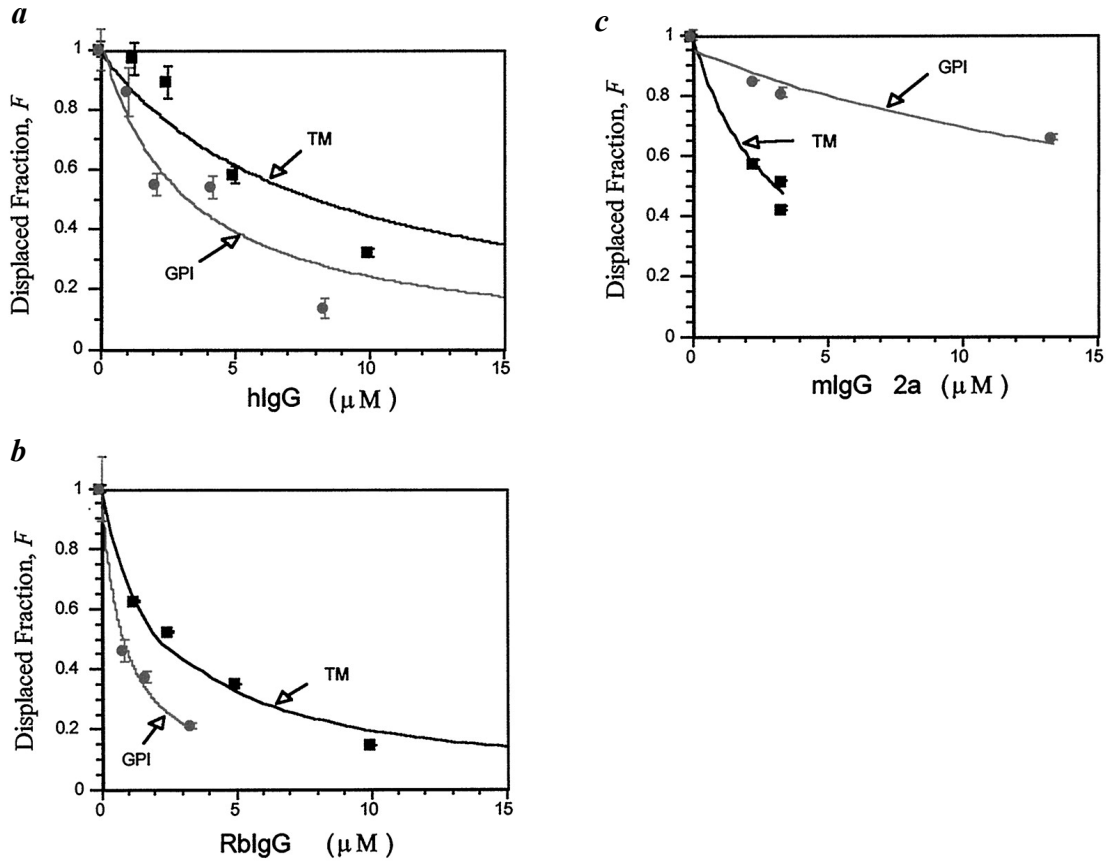 a
Displaced Fraction, F
1
0.8
0.6
0.4
0.2
0
TM
GPI
0 5 10 15
hIgG (μM)
b
Displaced Fraction, F
1
0.8
0.6
0.4
0.2
0
TM
GPI
0 5 10 15
RbIgG (μM)
c
Displaced Fraction, F
1
0.8
0.6
0.4
0.2
0
GPI
TM
0 5 10 15
mIgG 2a (μM)